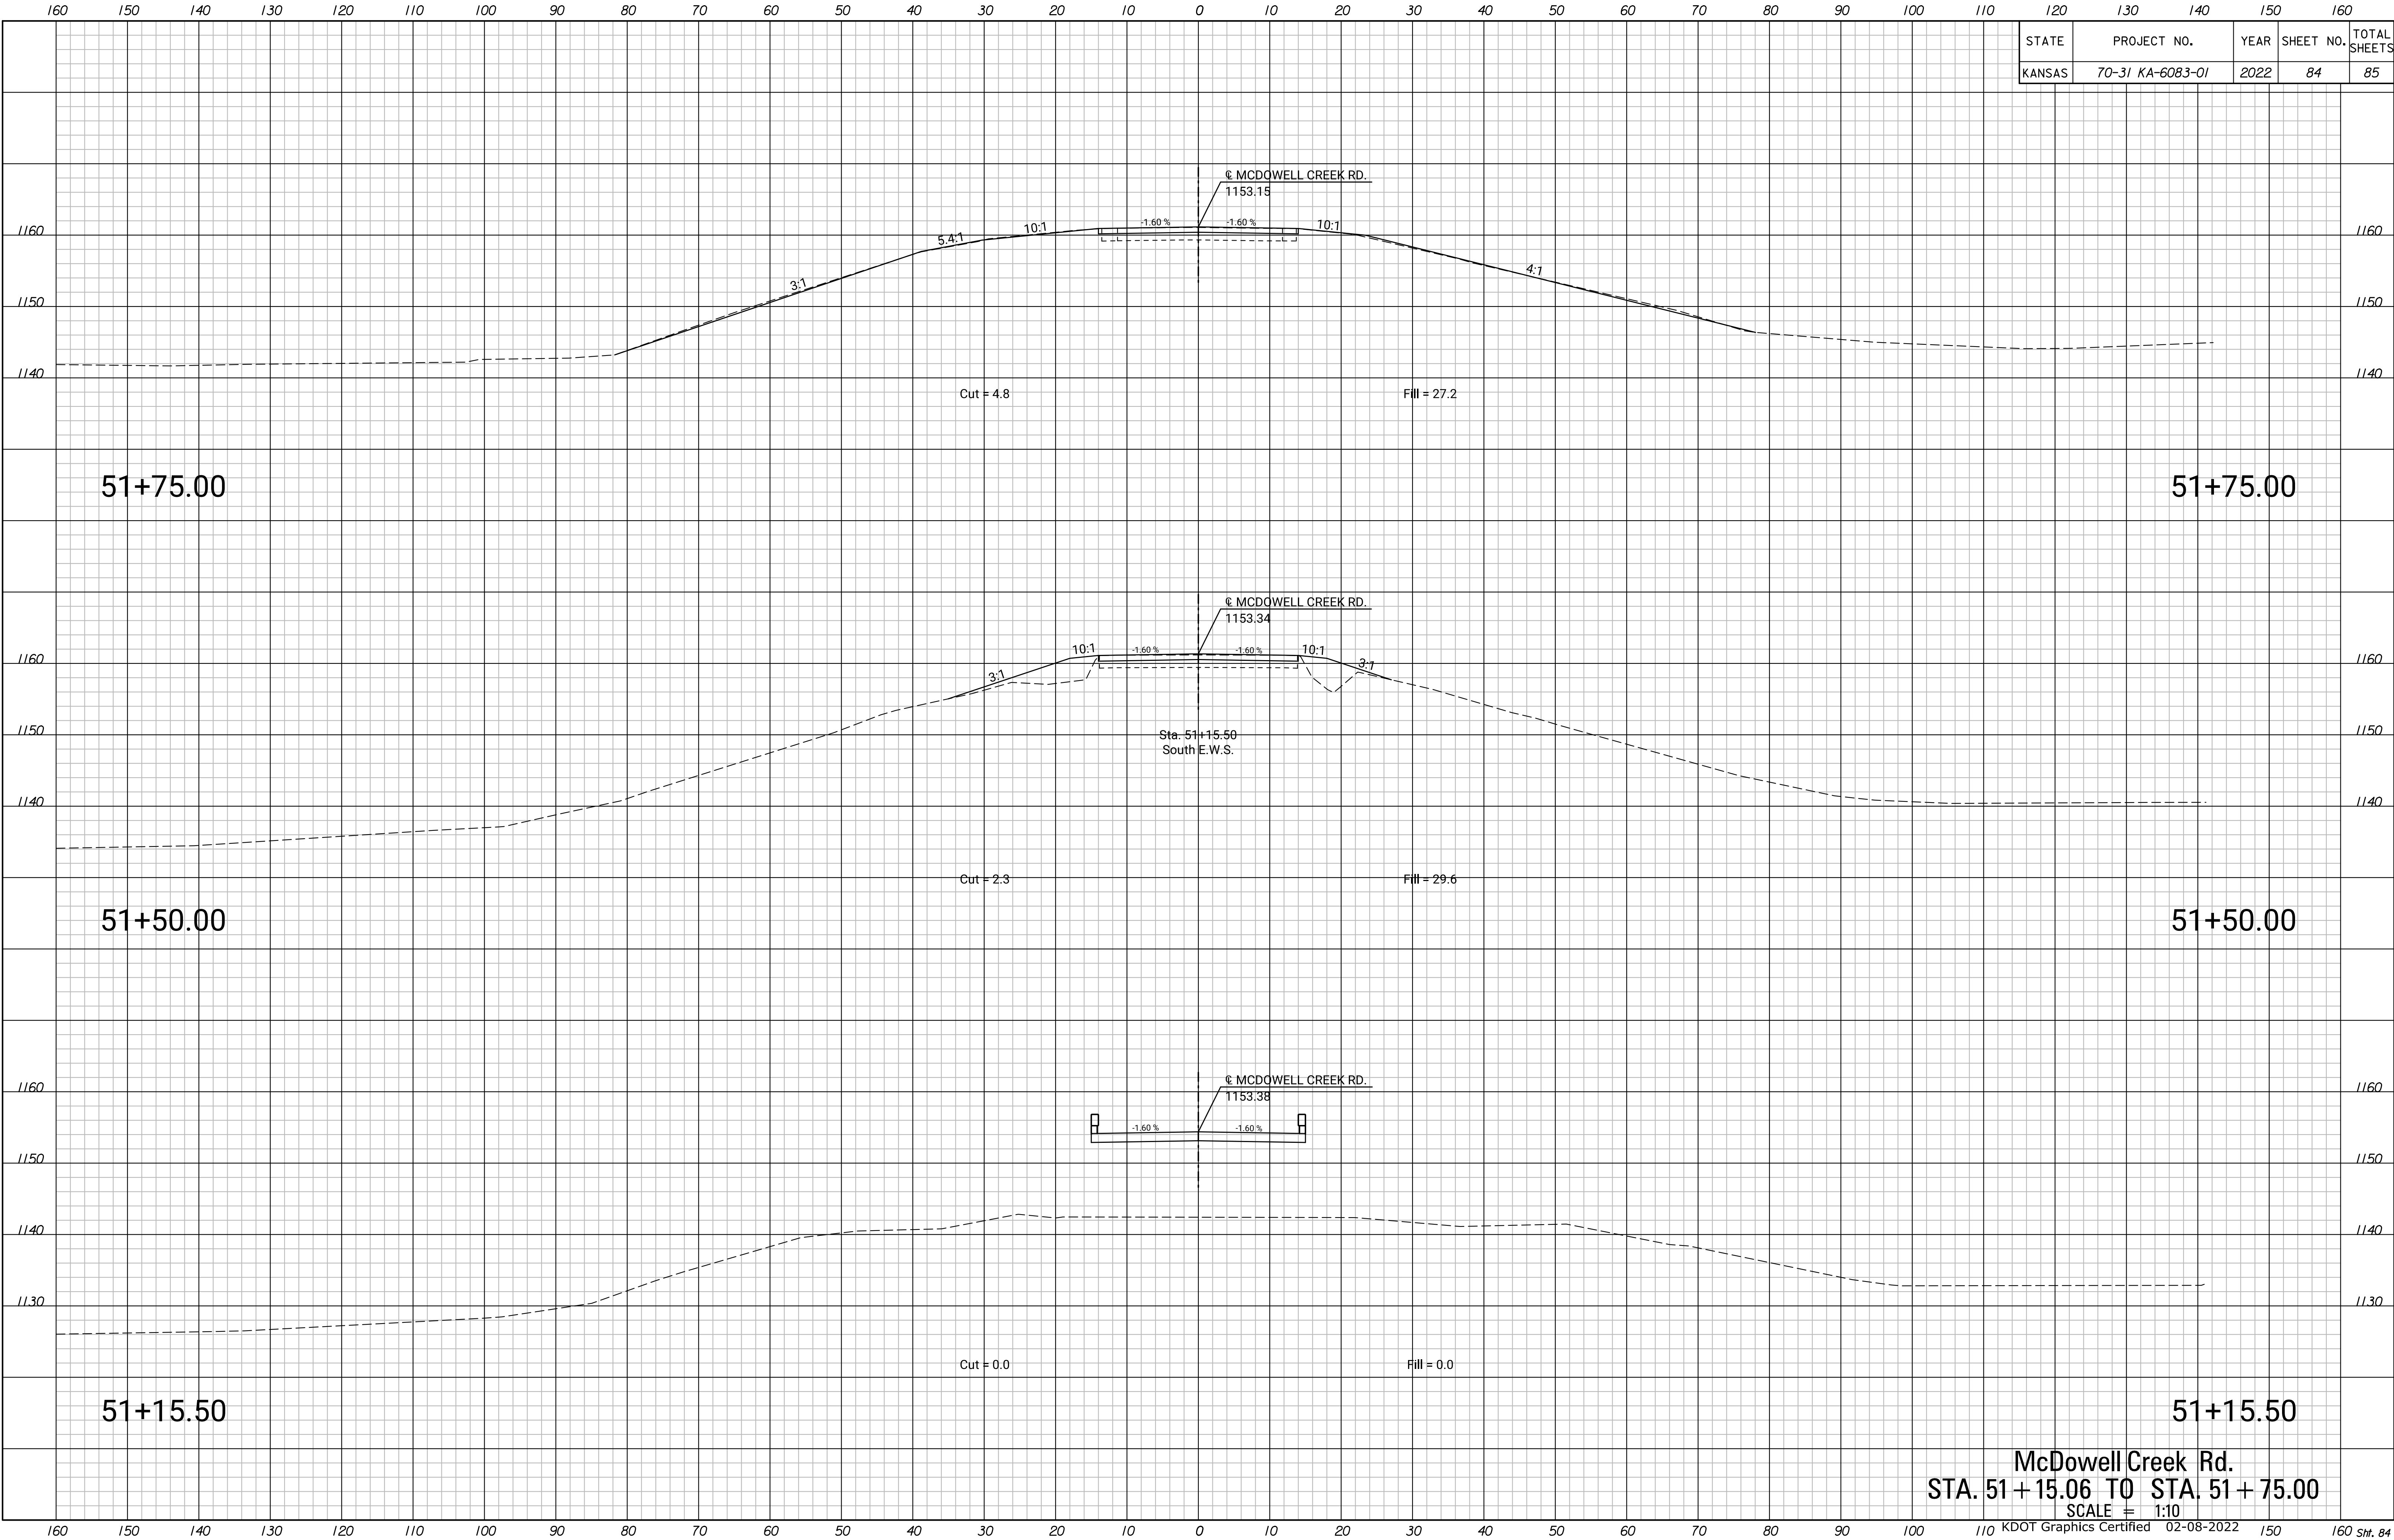 160 150 140 130 120 110 100 90 80 70 60 50 40 30 20 10 0 10 20 30 40 50 60 70 80 90 100 110 120 130 140 150 160
STATE PROJECT NO. YEAR SHEET NO. TOTAL SHEETS
KANSAS 70-31 KA-6083-01 2022 84 85
℄ MCDOWELL CREEK RD.
1153.15
1160 5.4:1 10:1 -1.60 % -1.60 % 10:1 1160
3:1 4:1
1150 1150
1140 1140
Cut = 4.8 Fill = 27.2
51+75.00 51+75.00
℄ MCDOWELL CREEK RD.
1153.34
10:1 -1.60 % -1.60 % 10:1
1160 3:1 3:1 1160
1150 1150
Sta. 51+15.50
South E.W.S.
1140 1140
Cut = 2.3 Fill = 29.6
51+50.00 51+50.00
℄ MCDOWELL CREEK RD.
1160 1160
1153.38
-1.60 % -1.60 %
1150 1150
1140 1140
1130 1130
Cut = 0.0 Fill = 0.0
51+15.50 51+15.50
McDowell Creek Rd.
STA. 51 + 15.06 TO STA. 51 + 75.00
SCALE = 1:10
KDOT Graphics Certified 02-08-2022
160 150 140 130 120 110 100 90 80 70 60 50 40 30 20 10 0 10 20 30 40 50 60 70 80 90 100 110 120 130 140 150 160 Sht. 84